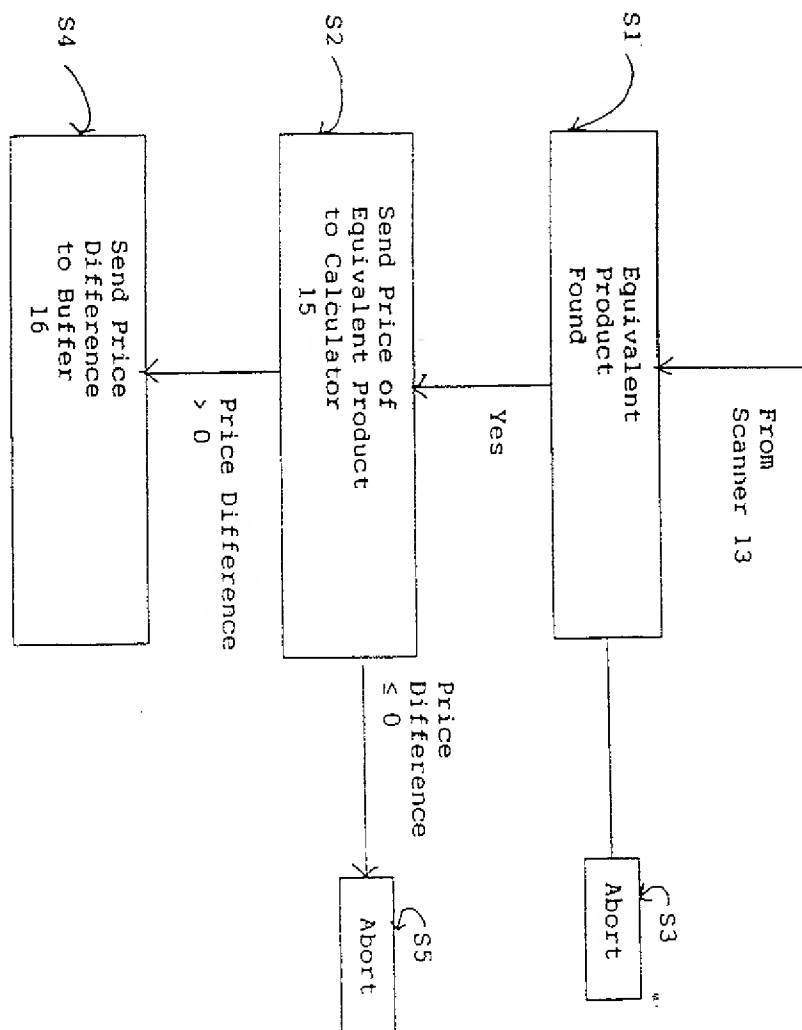 From
Scanner 13
S1
Equivalent
Product
Found
S3
Abort
Yes
S2
Send Price of
Equivalent Product
to Calculator
15
Price
Difference
≤ 0
S5
Abort
Price Difference
> 0
S4
Send Price
Difference
to Buffer
16